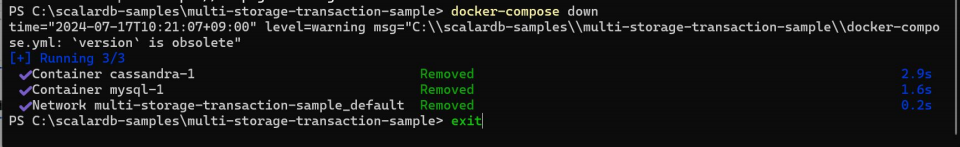 PS C:\scalardb-samples\multi-storage-transaction-sample> docker-compose down
time="2024-07-17T10:21:07+09:00" level=warning msg="C:\\scalardb-samples\\multi-storage-transaction-sample\\docker-compo
se.yml: `version` is obsolete"
[+] Running 3/3
✔Container cassandra-1 Removed 2.9s
✔Container mysql-1 Removed 1.6s
✔Network multi-storage-transaction-sample_default Removed 0.2s
PS C:\scalardb-samples\multi-storage-transaction-sample> exit